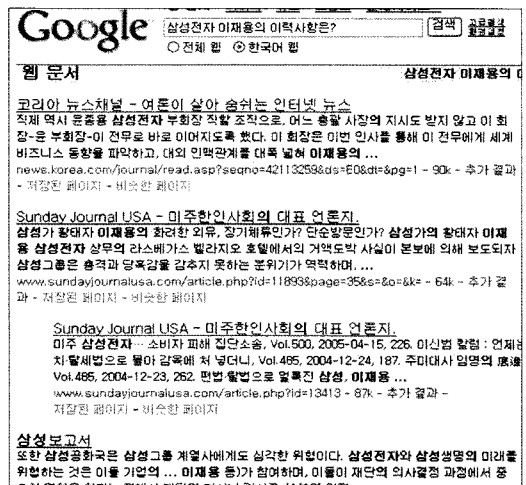 Google
삼성전자 이재용의 이력사항은? 검색 고급검색 환경설정
전체 웹 한국어 웹
웹 문서 삼성전자 이재용의
코리아 뉴스채널 - 여론이 살아 숨쉬는 인터넷 뉴스
직제 역시 윤종용 삼성전자 부회장 직할 조직으로, 어느 총괄 사장의 지시도 받지 않고 이 회
장-윤 부회장-이 전무로 바로 이어지도록 했다. 이 회장은 이번 인사를 통해 이 전무에게 세계
비즈니스 동향을 파악하고, 대외 인맥관계를 대폭 넓혀 이재용의 ...
news.korea.com/journal/read.asp?seqno=42113259&ds=E0&dt=&pg=1 - 90k - 추가 결과
- 저장된 페이지 - 비슷한 페이지
Sunday Journal USA - 미주한인사회의 대표 언론지.
삼성가 황태자 이재용의 화려한 외유, 장기체류인가? 단순방문인가? 삼성가의 황태자 이재
용 삼성전자 상무의 라스베가스 벨라지오 호텔에서의 거액도박 사실이 본보에 의해 보도되자
삼성그룹은 충격과 당혹감을 감추지 못하는 분위기가 역력하며, ...
www.sundayjournalusa.com/article.php?id=11893&page=35&s=&o=&k= - 64k - 추가 결
과 - 저장된 페이지 - 비슷한 페이지
Sunday Journal USA - 미주한인사회의 대표 언론지.
미주 삼성전자··· 소비자 피해 집단소송, Vol.500, 2005-04-15, 226. 이신범 칼럼 : 언제는
치·탈세법으로 몰아 감옥에 처 넣더니, Vol.485, 2004-12-24, 187. 주미대사 임명의
Vol.485, 2004-12-23, 262. 편법·탈법으로 얼룩진 삼성, 이재용 ...
www.sundayjournalusa.com/article.php?id=13413 - 87k - 추가 결과 -
저장된 페이지 - 비슷한 페이지
삼성보고서
또한 삼성공화국은 삼성그룹 계열사에게도 심각한 위협이다. 삼성전자와 삼성생명의 미래를
위협하는 것은 이들 기업의 ... 이재용 등)가 참여하며, 이들이 재단의 의사결정 과정에서 중